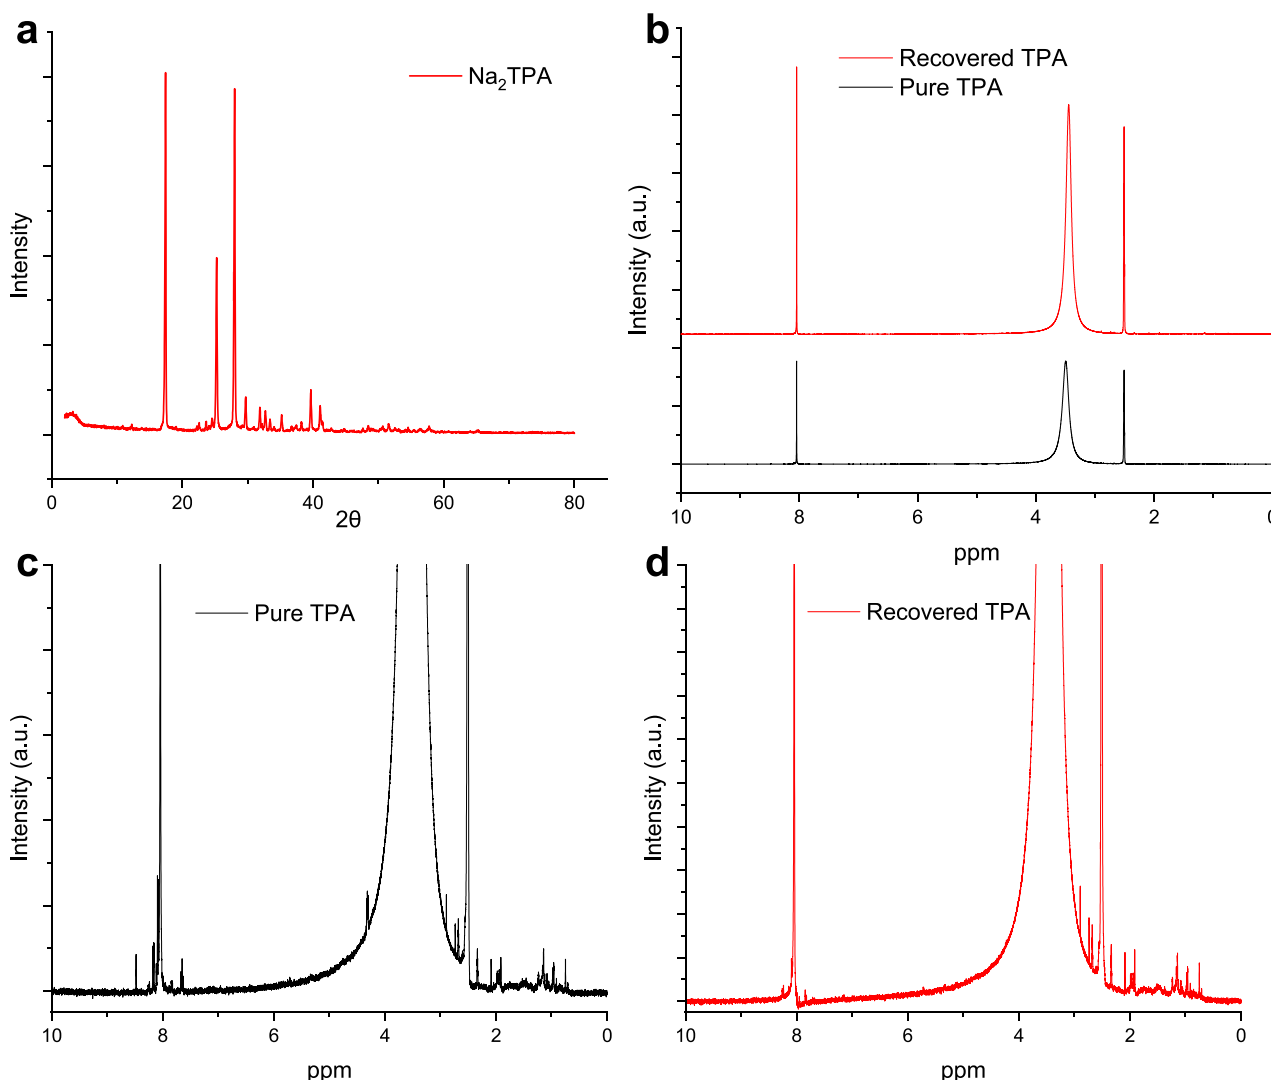 a
Na₂TPA
Intensity
0 20 40 60 80
2θ
b
Recovered TPA
Pure TPA
Intensity (a.u.)
10 8 6 4 2 0
ppm
c
Pure TPA
Intensity (a.u.)
10 8 6 4 2 0
ppm
d
Recovered TPA
Intensity (a.u.)
10 8 6 4 2 0
ppm